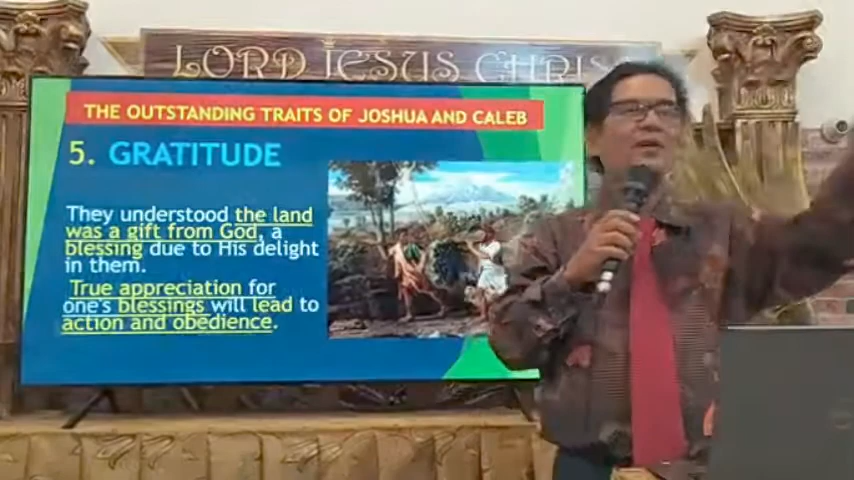 LORD JESUS CHRIS
THE OUTSTANDING TRAITS OF JOSHUA AND CALEB
5. GRATITUDE
They understood the land
was a gift from God, a
blessing due to His delight
in them.
True appreciation for
one's blessings will lead to
action and obedience.